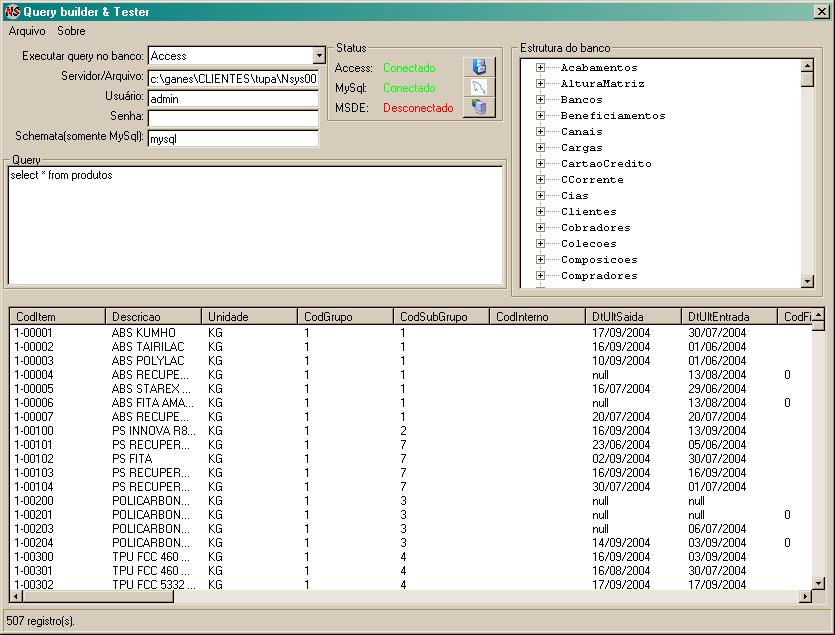 Query builder & Tester
Arquivo Sobre
Executar query no banco: Access
Servidor/Arquivo: c:\ganes\CLIENTES\tupa\Nsys00
Usuário: admin
Senha:
Schemata(somente MySql): mysql
Status
Access: Conectado
MySql: Conectado
MSDE: Desconectado
Estrutura do banco
Acabamentos
AlturaMatriz
Bancos
Beneficiamentos
Canais
Cargas
CartaoCredito
CCorrente
Cias
Clientes
Cobradores
Colecoes
Composicoes
Compradores
Query
select * from produtos
CodItem Descricao Unidade CodGrupo CodSubGrupo CodInterno DtUltSaida DtUltEntrada CodFi
1-00001 ABS KUMHO KG 1 1 17/09/2004 30/07/2004
1-00002 ABS TAIRILAC KG 1 1 16/09/2004 01/06/2004
1-00003 ABS POLYLAC KG 1 1 10/09/2004 01/06/2004
1-00004 ABS RECUPE... KG 1 1 null 13/08/2004 0
1-00005 ABS STAREX ... KG 1 1 16/07/2004 29/06/2004
1-00006 ABS FITA AMA... KG 1 1 null 13/08/2004 0
1-00007 ABS RECUPE... KG 1 1 20/07/2004 20/07/2004
1-00100 PS INNOVA R8... KG 1 2 16/09/2004 13/09/2004
1-00101 PS RECUPER... KG 1 7 23/06/2004 05/06/2004
1-00102 PS FITA KG 1 7 02/09/2004 30/07/2004
1-00103 PS RECUPER... KG 1 7 16/09/2004 16/09/2004
1-00104 PS RECUPER... KG 1 7 30/07/2004 01/07/2004
1-00200 POLICARBON... KG 1 3 null null
1-00201 POLICARBON... KG 1 3 null null 0
1-00203 POLICARBON... KG 1 3 null 06/07/2004
1-00204 POLICARBON... KG 1 3 14/09/2004 03/09/2004 0
1-00300 TPU FCC 460 ... KG 1 4 16/09/2004 03/09/2004
1-00301 TPU FCC 460 ... KG 1 4 16/08/2004 30/07/2004
1-00302 TPU FCC 5332 ... KG 1 4 17/09/2004 17/09/2004
507 registro(s).